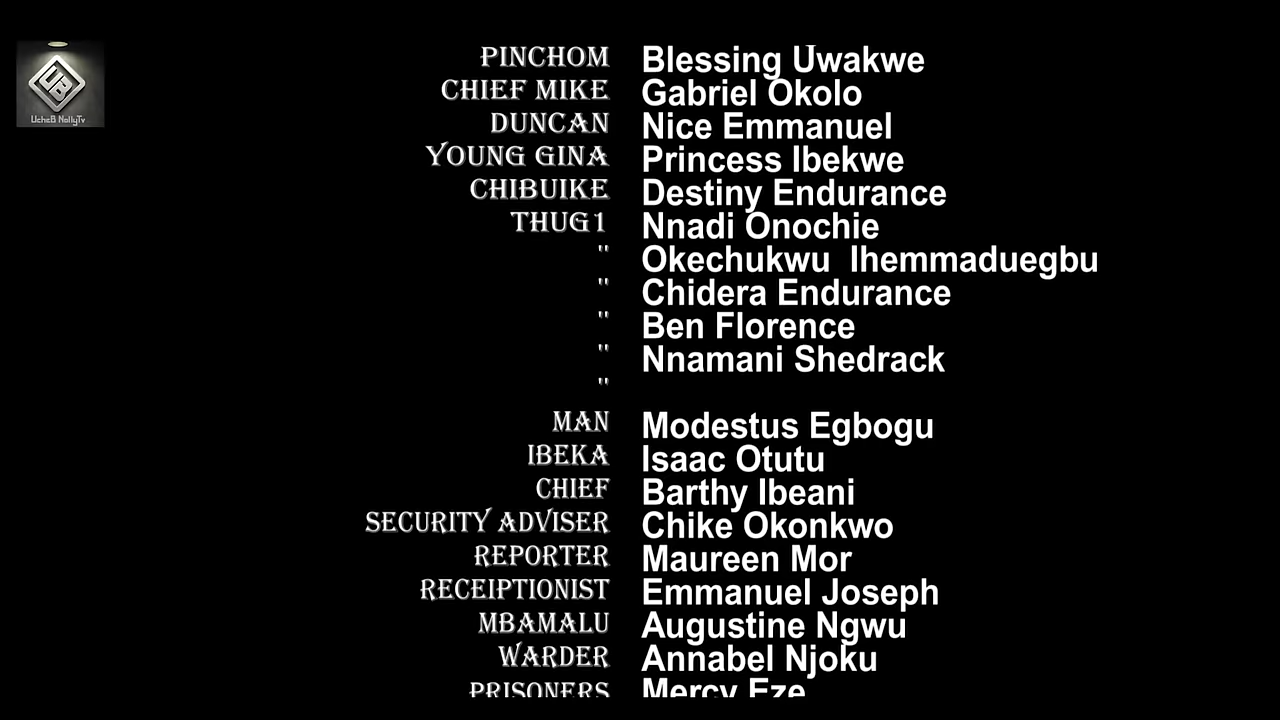 UcheB NollyTv
PINCHOM Blessing Uwakwe
CHIEF MIKE Gabriel Okolo
DUNCAN Nice Emmanuel
YOUNG GINA Princess Ibekwe
CHIBUIKE Destiny Endurance
THUG1 Nnadi Onochie
" Okechukwu Ihemmaduegbu
" Chidera Endurance
" Ben Florence
" Nnamani Shedrack
"
MAN Modestus Egbogu
IBEKA Isaac Otutu
CHIEF Barthy Ibeani
SECURITY ADVISER Chike Okonkwo
REPORTER Maureen Mor
RECEIPTIONIST Emmanuel Joseph
MBAMALU Augustine Ngwu
WARDER Annabel Njoku
PRISONERS Mercy Eze